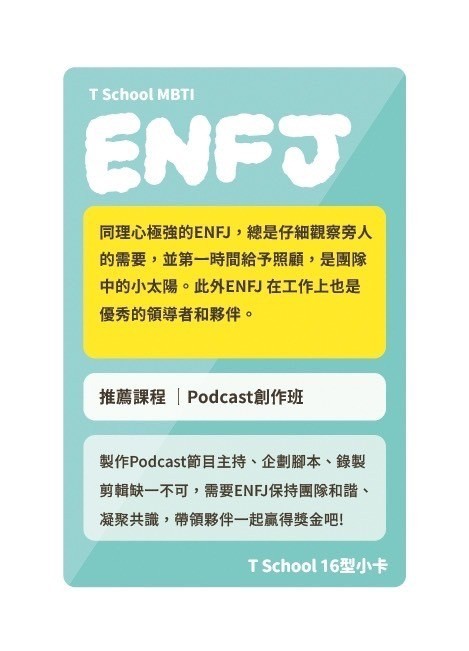 T School MBTI
ENFJ
同理心極強的ENFJ，總是仔細觀察旁人
的需要，並第一時間給予照顧，是團隊
中的小太陽。此外ENFJ 在工作上也是
優秀的領導者和夥伴。
推薦課程｜Podcast創作班
製作Podcast節目主持、企劃腳本、錄製
剪輯缺一不可，需要ENFJ保持團隊和諧、
凝聚共識，帶領夥伴一起贏得獎金吧!
T School 16型小卡